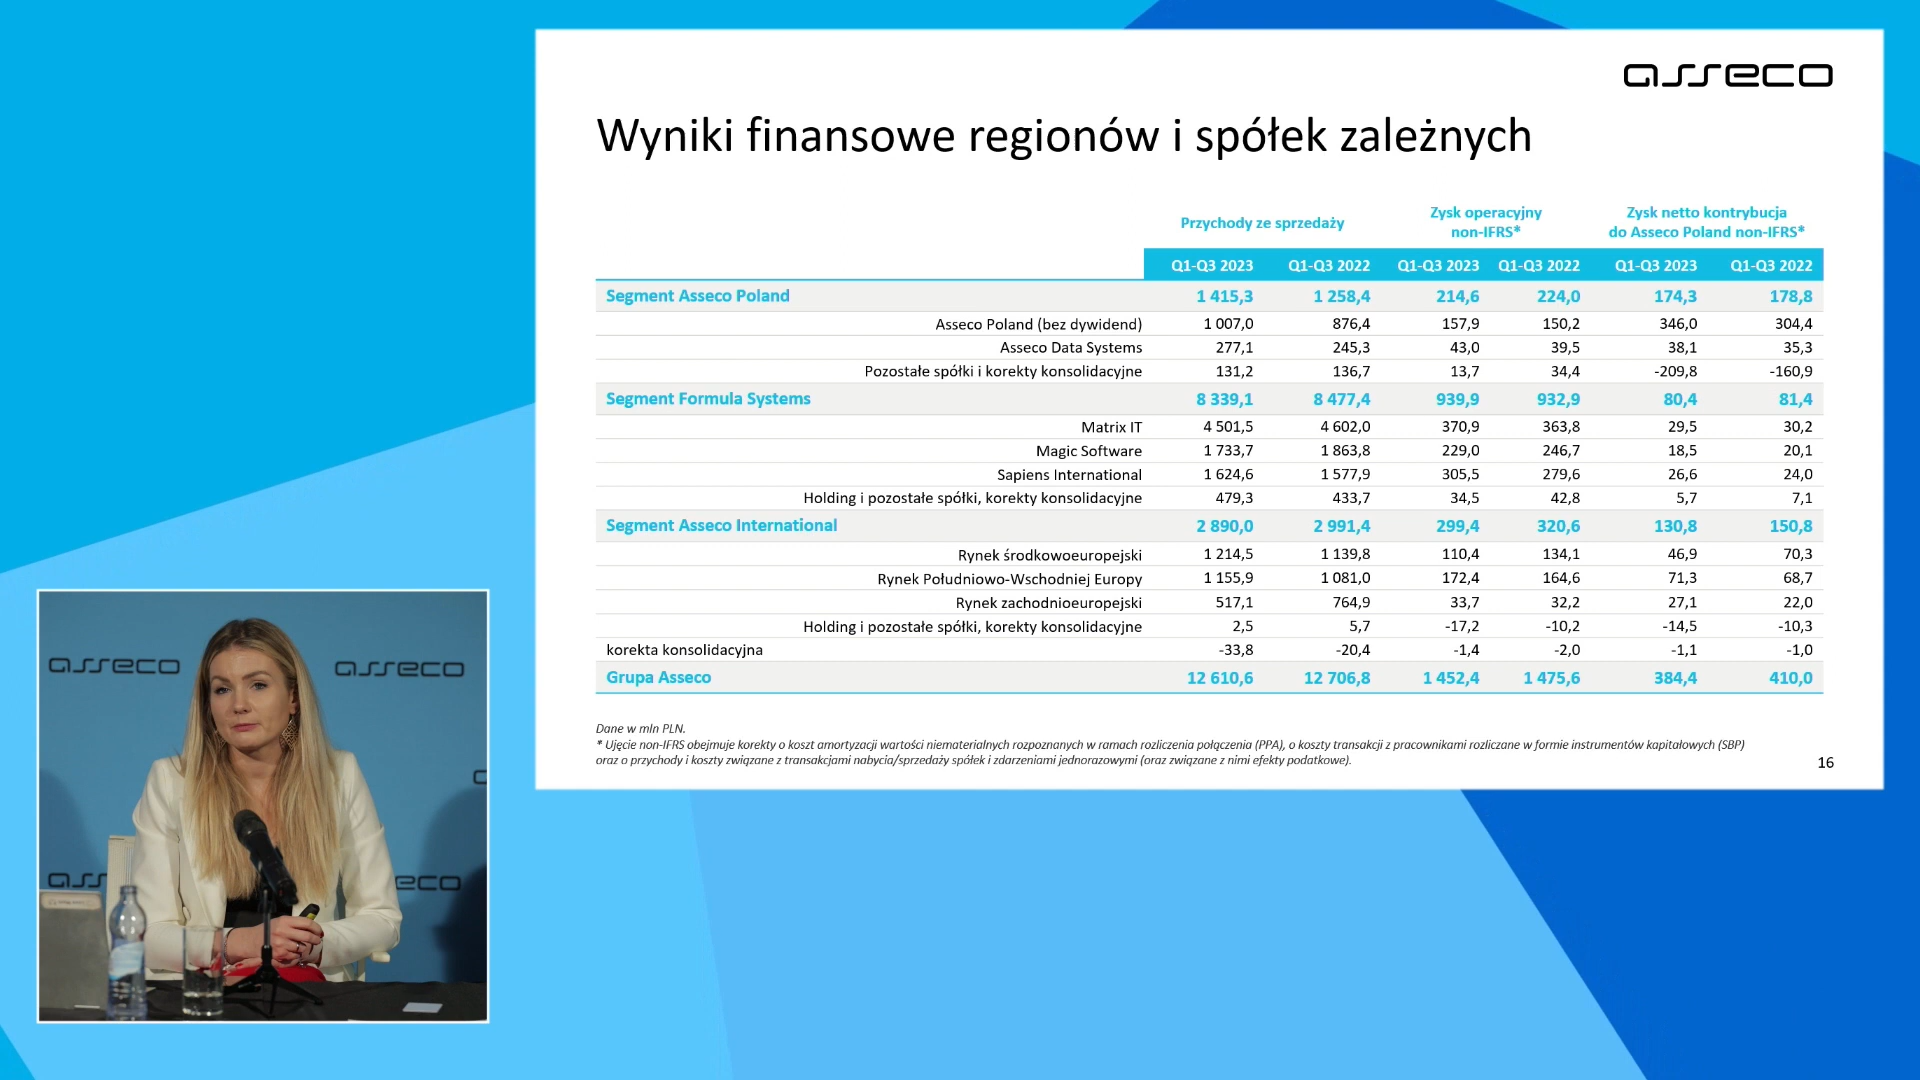 asseco
Wyniki finansowe regionów i spółek zależnych
Przychody ze sprzedaży
Zysk operacyjny
non-IFRS*
Zysk netto kontrybucja
do Asseco Poland non-IFRS*
Q1-Q3 2023 Q1-Q3 2022 Q1-Q3 2023 Q1-Q3 2022 Q1-Q3 2023 Q1-Q3 2022
Segment Asseco Poland 1 415,3 1 258,4 214,6 224,0 174,3 178,8
Asseco Poland (bez dywidend) 1 007,0 876,4 157,9 150,2 346,0 304,4
Asseco Data Systems 277,1 245,3 43,0 39,5 38,1 35,3
Pozostałe spółki i korekty konsolidacyjne 131,2 136,7 13,7 34,4 -209,8 -160,9
Segment Formula Systems 8 339,1 8 477,4 939,9 932,9 80,4 81,4
Matrix IT 4 501,5 4 602,0 370,9 363,8 29,5 30,2
Magic Software 1 733,7 1 863,8 229,0 246,7 18,5 20,1
Sapiens International 1 624,6 1 577,9 305,5 279,6 26,6 24,0
Holding i pozostałe spółki, korekty konsolidacyjne 479,3 433,7 34,5 42,8 5,7 7,1
Segment Asseco International 2 890,0 2 991,4 299,4 320,6 130,8 150,8
Rynek środkowoeuropejski 1 214,5 1 139,8 110,4 134,1 46,9 70,3
Rynek Południowo-Wschodniej Europy 1 155,9 1 081,0 172,4 164,6 71,3 68,7
Rynek zachodnioeuropejski 517,1 764,9 33,7 32,2 27,1 22,0
Holding i pozostałe spółki, korekty konsolidacyjne 2,5 5,7 -17,2 -10,2 -14,5 -10,3
korekta konsolidacyjna -33,8 -20,4 -1,4 -2,0 -1,1 -1,0
Grupa Asseco 12 610,6 12 706,8 1 452,4 1 475,6 384,4 410,0
Dane w mln PLN.
* Ujęcie non-IFRS obejmuje korekty o koszt amortyzacji wartości niematerialnych rozpoznanych w ramach rozliczenia połączenia (PPA), o koszty transakcji z pracownikami rozliczane w formie instrumentów kapitałowych (SBP)
oraz o przychody i koszty związane z transakcjami nabycia/sprzedaży spółek i zdarzeniami jednorazowymi (oraz związane z nimi efekty podatkowe).
16
asseco asseco